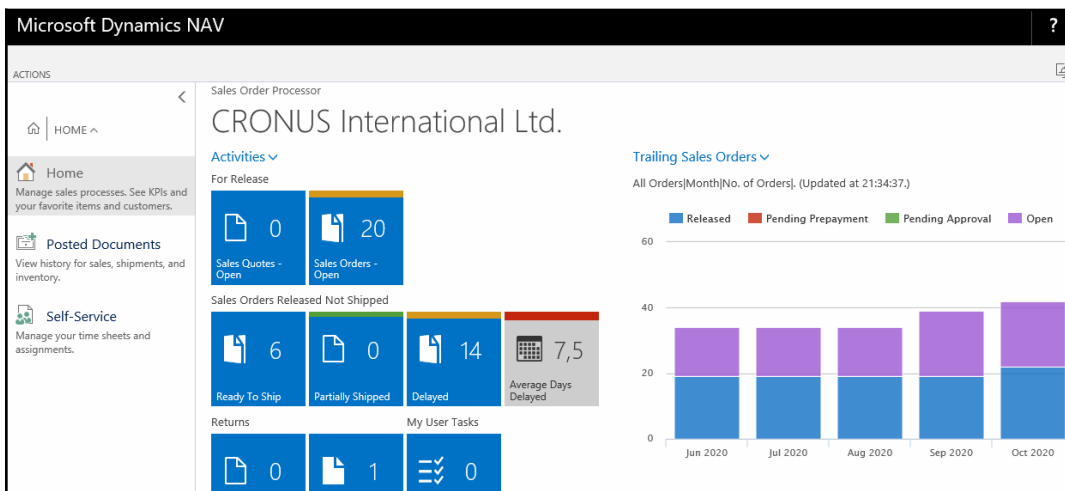 Microsoft Dynamics NAV
?
ACTIONS
HOME
Home
Manage sales processes. See KPIs and
your favorite items and customers.
Posted Documents
View history for sales, shipments, and
inventory.
Self-Service
Manage your time sheets and
assignments.
Sales Order Processor
CRONUS International Ltd.
Activities
For Release
0
Sales Quotes -
Open
20
Sales Orders -
Open
Sales Orders Released Not Shipped
6
Ready To Ship
0
Partially Shipped
14
Delayed
7,5
Average Days
Delayed
Returns
My User Tasks
0
1
0
Trailing Sales Orders
All Orders|Month|No. of Orders|. (Updated at 21:34:37.)
Released
Pending Prepayment
Pending Approval
Open
60
40
20
0
Jun 2020
Jul 2020
Aug 2020
Sep 2020
Oct 2020